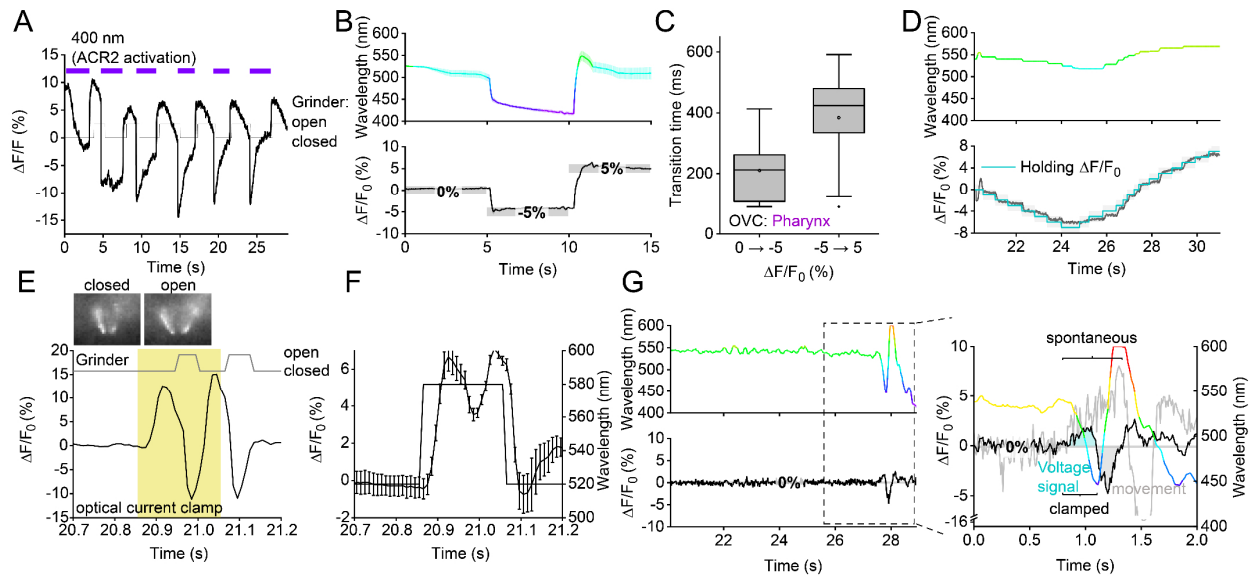 A
400 nm
(ACR2 activation)
ΔF/F (%)
15
10
5
0
-5
-10
-15
Grinder:
open
closed
0 5 10 15 20 25
Time (s)
B
Wavelength (nm)
600
550
500
450
400
ΔF/F0 (%)
10
5
0
-5
-10
0%
-5%
5%
0 5 10 15
Time (s)
C
Transition time (ms)
600
400
200
0
OVC: Pharynx
0 → -5 -5 → 5
ΔF/F0 (%)
D
Wavelength (nm)
600
550
500
450
400
ΔF/F0 (%)
8
4
0
-4
-8
Holding ΔF/F0
22 24 26 28 30
Time (s)
E
closed open
ΔF/F0 (%)
20
15
10
5
0
-5
-10
-15
Grinder
open
closed
optical current clamp
20.7 20.8 20.9 21.0 21.1 21.2
Time (s)
F
ΔF/F0 (%)
6
4
2
0
-2
600
580
560
540
520
500
Wavelength (nm)
20.7 20.8 20.9 21.0 21.1 21.2
Time (s)
G
Wavelength (nm)
600
550
500
450
400
ΔF/F0 (%)
10
5
0
-5
-10
0%
22 24 26 28
Time (s)
ΔF/F0 (%)
10
5
0
-5
-16
spontaneous
0%
Voltage
signal
movement
clamped
600
550
500
450
400
Wavelength (nm)
0.0 0.5 1.0 1.5 2.0
Time (s)